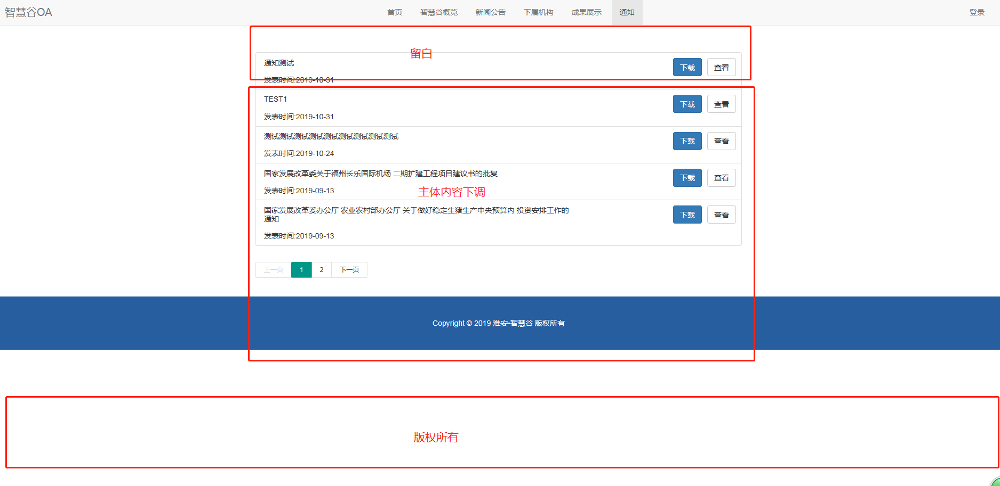 智慧谷OA
首页 智慧谷概览 新闻公告 下属机构 成果展示 通知 登录
留白
通知测试
下载 查看
发表时间:2019-10-31
TEST1
下载 查看
发表时间:2019-10-31
测试测试测试测试测试测试测试测试测试
下载 查看
发表时间:2019-10-24
国家发展改革委关于福州长乐国际机场 二期扩建工程项目建议书的批复
下载 查看
发表时间:2019-09-13
主体内容下调
国家发展改革委办公厅 农业农村部办公厅 关于做好稳定生猪生产中央预算内 投资安排工作的
通知
下载 查看
发表时间:2019-09-13
上一页 1 2 下一页
Copyright © 2019 淮安•智慧谷 版权所有
版权所有